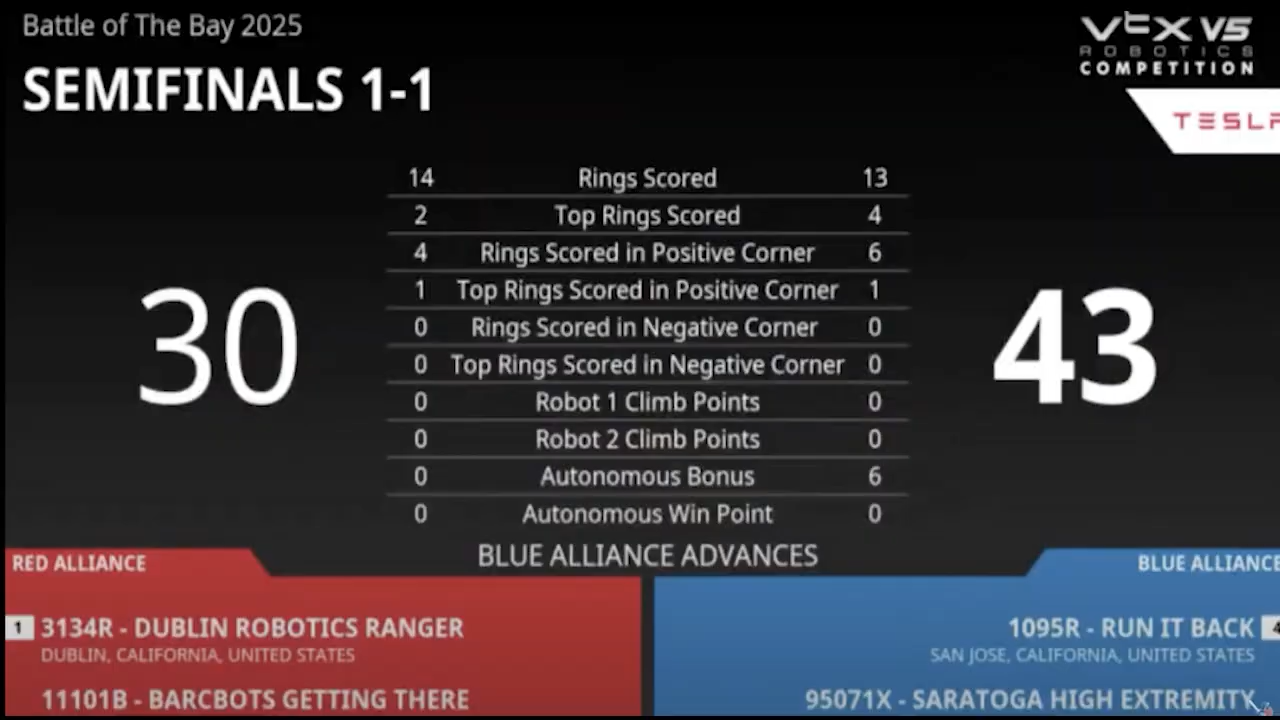 Battle of The Bay 2025
SEMIFINALS 1-1
VEX V5
ROBOTICS
COMPETITION
TESL
14 Rings Scored 13
2 Top Rings Scored 4
4 Rings Scored in Positive Corner 6
1 Top Rings Scored in Positive Corner 1
0 Rings Scored in Negative Corner 0
0 Top Rings Scored in Negative Corner 0
0 Robot 1 Climb Points 0
0 Robot 2 Climb Points 0
0 Autonomous Bonus 6
0 Autonomous Win Point 0
30
43
BLUE ALLIANCE ADVANCES
RED ALLIANCE
1 3134R - DUBLIN ROBOTICS RANGER
DUBLIN, CALIFORNIA, UNITED STATES
11101B - BARCBOTS GETTING THERE
BLUE ALLIANCE
1095R - RUN IT BACK 4
SAN JOSE, CALIFORNIA, UNITED STATES
95071X - SARATOGA HIGH EXTREMITY